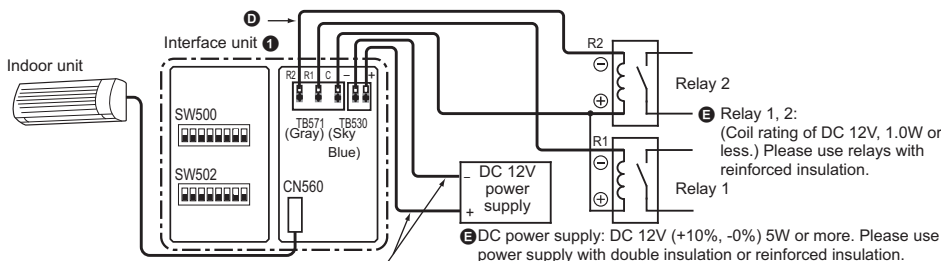 D
Interface unit 1
Indoor unit
R2 R1 C – +
TB571 TB530
(Gray) (Sky
Blue)
SW500
SW502
CN560
DC 12V
power
supply
–
+
R2
–
+
Relay 2
R1
–
+
Relay 1
E Relay 1, 2:
(Coil rating of DC 12V, 1.0W or
less.) Please use relays with
reinforced insulation.
E DC power supply: DC 12V (+10%, -0%) 5W or more. Please use
power supply with double insulation or reinforced insulation.